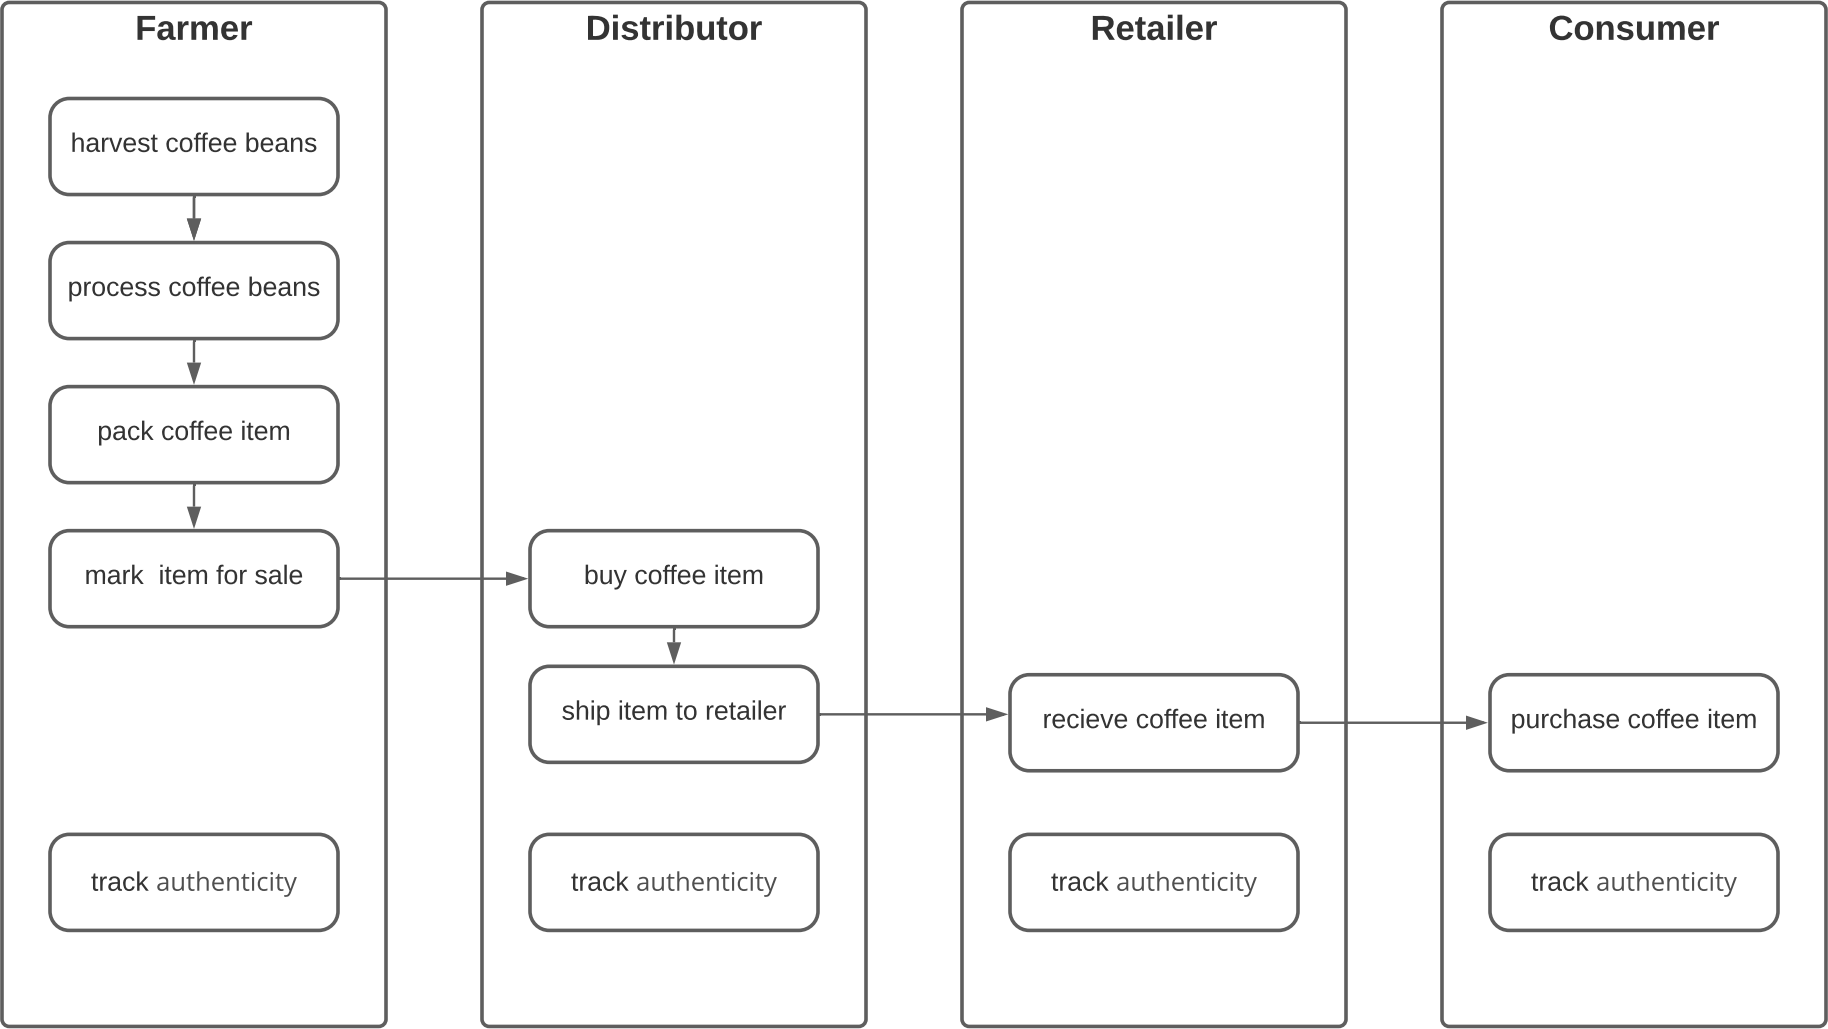 Farmer
harvest coffee beans
process coffee beans
pack coffee item
mark  item for sale
track authenticity
Distributor
buy coffee item
ship item to retailer
track authenticity
Retailer
recieve coffee item
track authenticity
Consumer
purchase coffee item
track authenticity